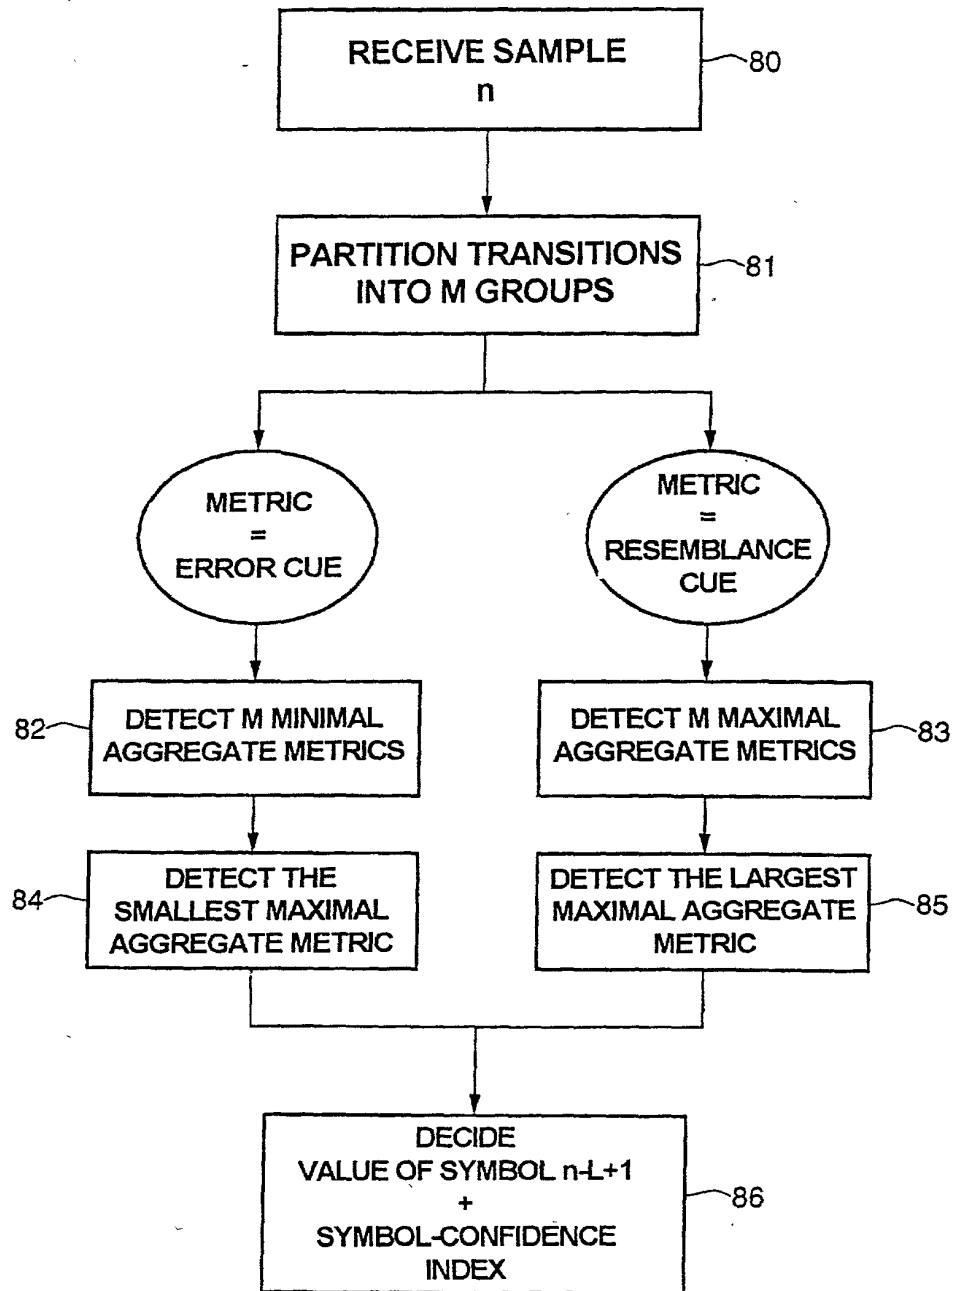 RECEIVE SAMPLE
n
80
PARTITION TRANSITIONS
INTO M GROUPS
81
METRIC
=
ERROR CUE
METRIC
=
RESEMBLANCE
CUE
82
DETECT M MINIMAL
AGGREGATE METRICS
DETECT M MAXIMAL
AGGREGATE METRICS
83
84
DETECT THE
SMALLEST MAXIMAL
AGGREGATE METRIC
DETECT THE LARGEST
MAXIMAL AGGREGATE
METRIC
85
DECIDE
VALUE OF SYMBOL n-L+1
+
SYMBOL-CONFIDENCE
INDEX
86